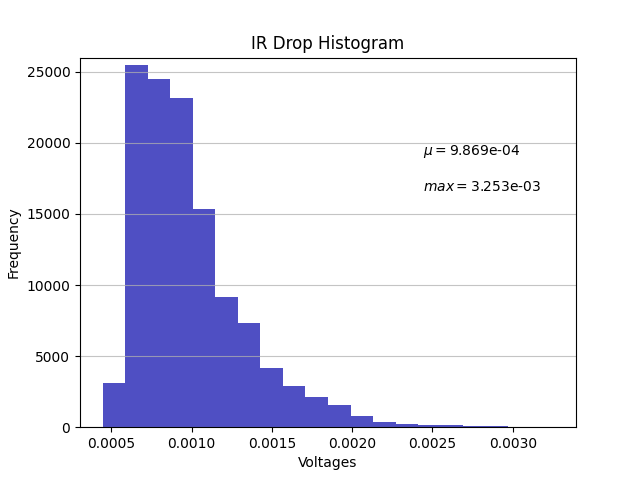 IR Drop Histogram
25000
20000
15000
10000
5000
0
Frequency
μ = 9.869e-04
max = 3.253e-03
0.0005 0.0010 0.0015 0.0020 0.0025 0.0030
Voltages